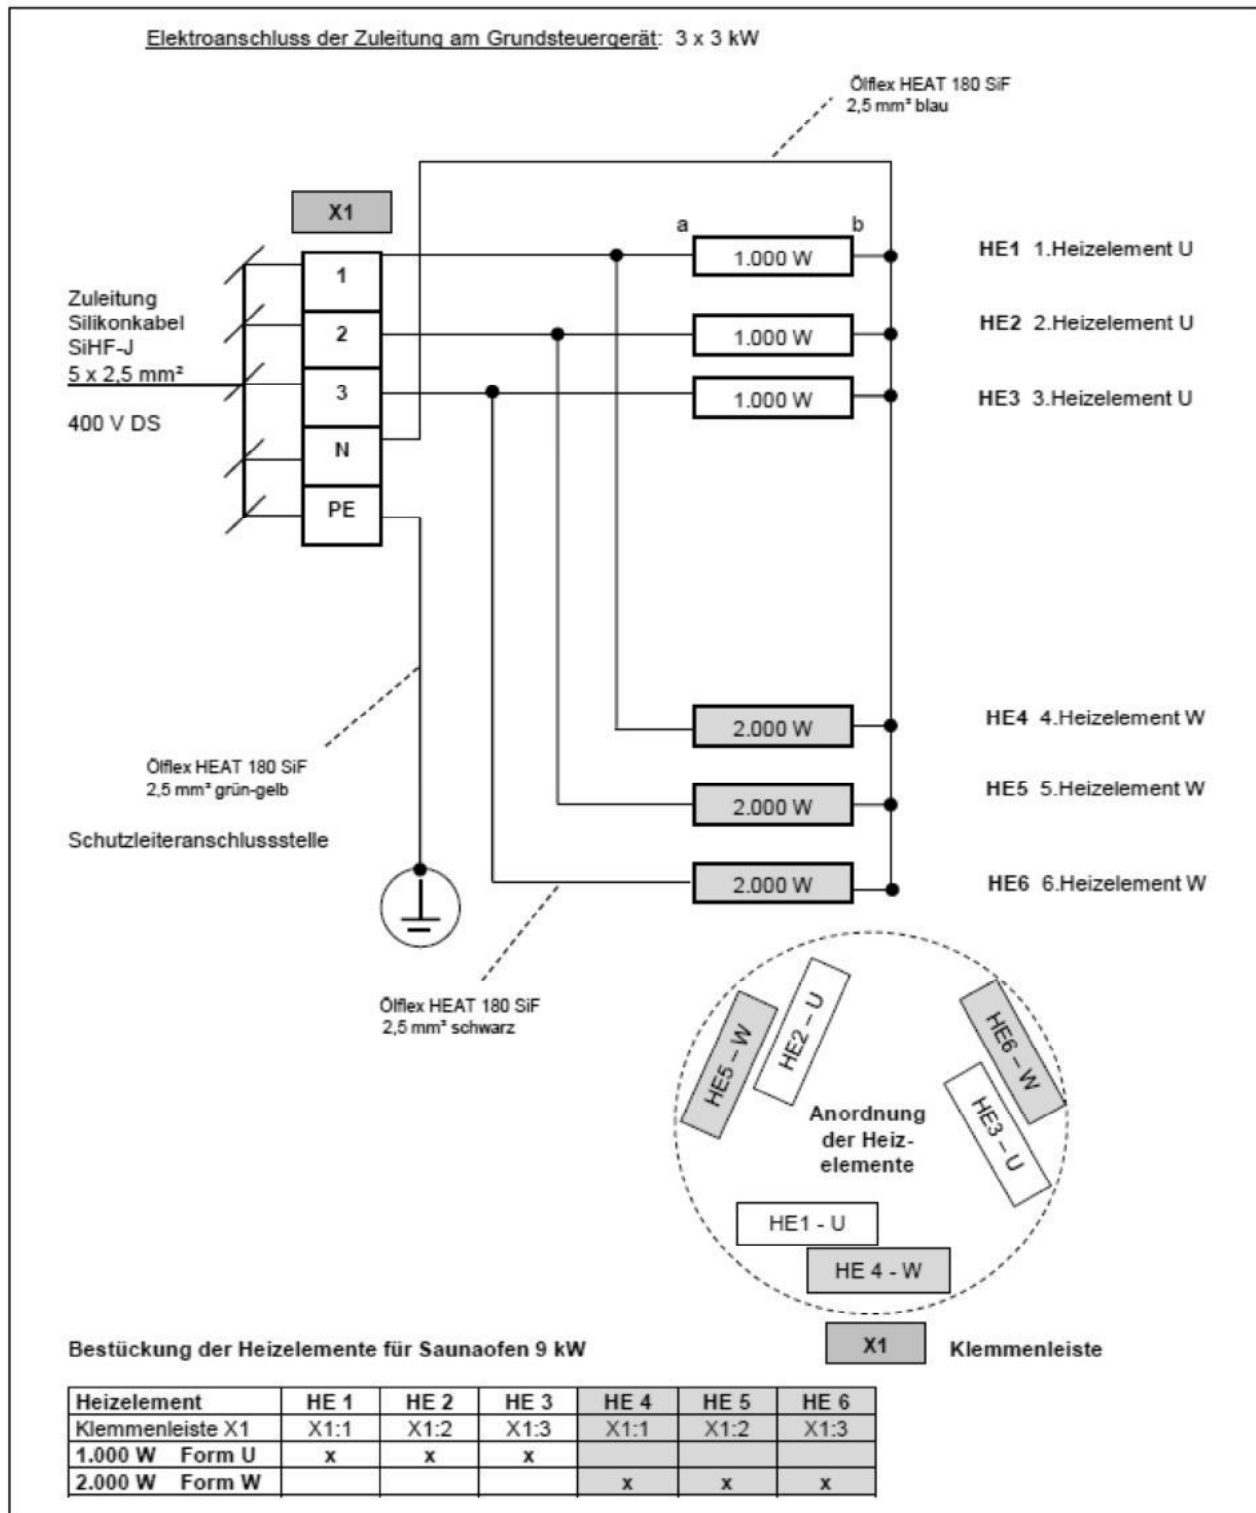 Elektroanschluss der Zuleitung am Grundsteuergerät: 3 x 3 kW
Ölflex HEAT 180 SiF
2,5 mm² blau
X1
a
b
1
1.000 W
HE1 1.Heizelement U
2
1.000 W
HE2 2.Heizelement U
3
1.000 W
HE3 3.Heizelement U
N
PE
Zuleitung
Silikonkabel
SiHF-J
5 x 2,5 mm²
400 V DS
2.000 W
HE4 4.Heizelement W
2.000 W
HE5 5.Heizelement W
2.000 W
HE6 6.Heizelement W
Ölflex HEAT 180 SiF
2,5 mm² grün-gelb
Schutzleiteranschlussstelle
Ölflex HEAT 180 SiF
2,5 mm² schwarz
HE5 – W
HE2 – U
HE6 – W
HE3 – U
Anordnung
der Heiz-
elemente
HE1 - U
HE 4 - W
X1 Klemmenleiste
Bestückung der Heizelemente für Saunaofen 9 kW
Heizelement HE 1 HE 2 HE 3 HE 4 HE 5 HE 6
Klemmenleiste X1 X1:1 X1:2 X1:3 X1:1 X1:2 X1:3
1.000 W Form U x x x
2.000 W Form W x x x